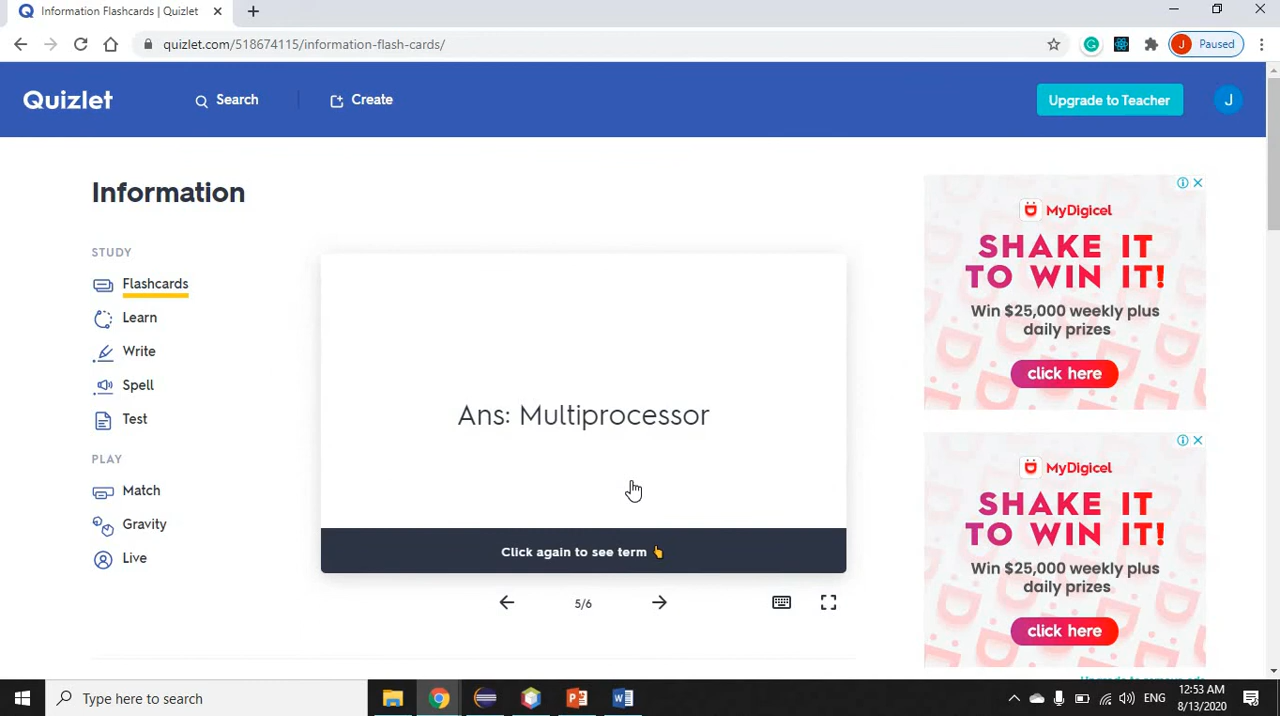 Information Flashcards | Quizlet
quizlet.com/518674115/information-flash-cards/
J Paused
Quizlet
Search
Create
Upgrade to Teacher
J
Information
STUDY
Flashcards
Learn
Write
Spell
Test
PLAY
Match
Gravity
Live
Ans: Multiprocessor
Click again to see term
5/6
MyDigicel
SHAKE IT
TO WIN IT!
Win $25,000 weekly plus
daily prizes
click here
MyDigicel
SHAKE IT
TO WIN IT!
Win $25,000 weekly plus
daily prizes
click here
Type here to search
ENG
12:53 AM
8/13/2020